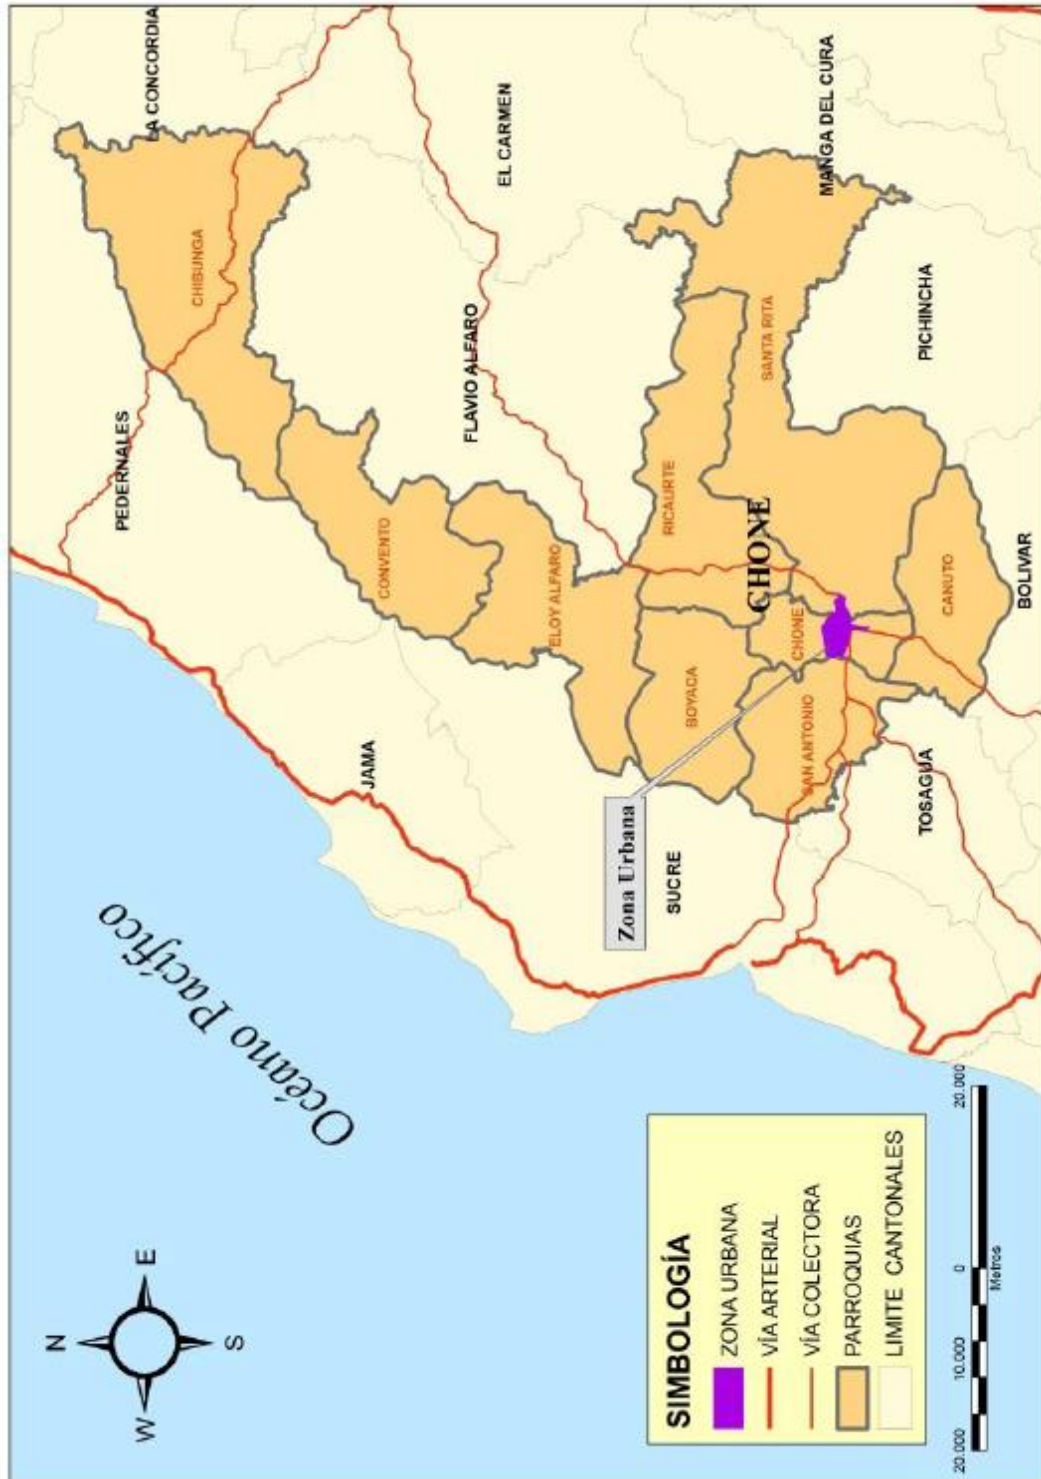 Océano Pacífico
LA CONCORDIA
CHIBUNGA
PEDERNALES
EL CARMEN
FLAVIO ALFARO
CONVENTO
ELOY ALFARO
JAMA
MANGA DEL CURA
SANTA RITA
PICHINCHA
RICAURTE
CHONE
CHONE
BOYACA
SAN ANTONIO
CANUTO
BOLIVAR
TOSAGUA
SUCRE
Zona Urbana
N
W
E
S
SIMBOLOGÍA
ZONA URBANA
VÍA ARTERIAL
VÍA COLECTORA
PARROQUIAS
LIMITE CANTONALES
20.000
10.000
0
20.000
Metros